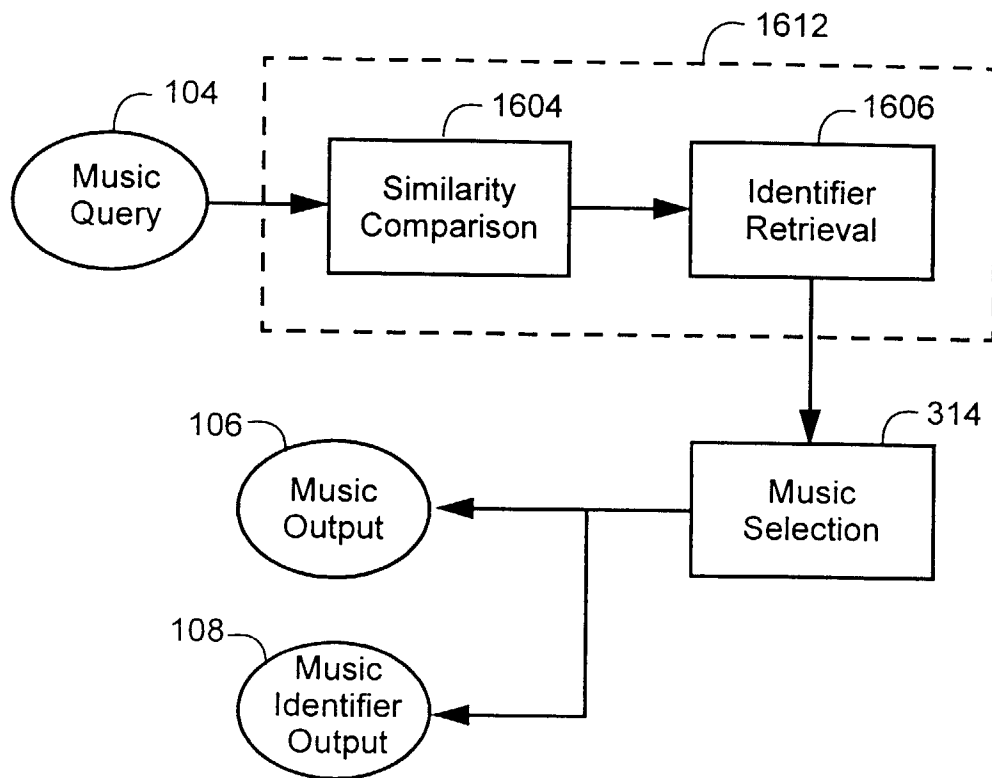 1612
104
1604
1606
Music
Query
Similarity
Comparison
Identifier
Retrieval
106
314
Music
Output
Music
Selection
108
Music
Identifier
Output